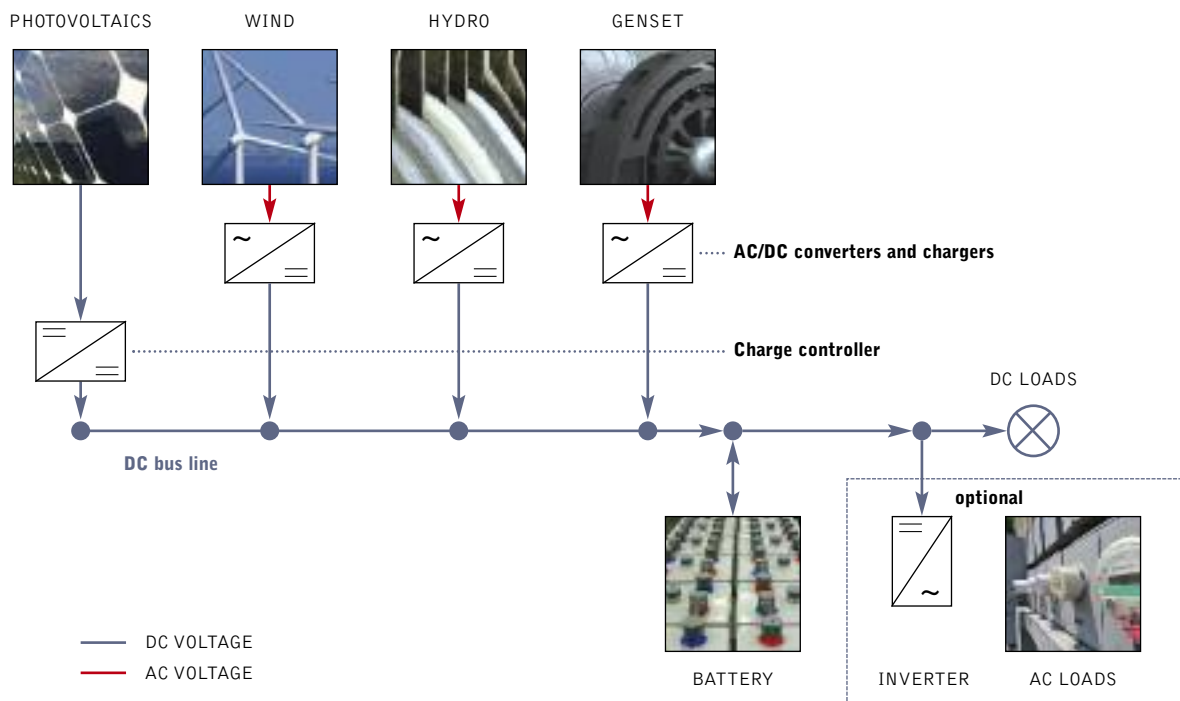 PHOTOVOLTAICS
WIND
HYDRO
GENSET
~
~
~
AC/DC converters and chargers
Charge controller
DC LOADS
DC bus line
optional
~
DC VOLTAGE
AC VOLTAGE
BATTERY
INVERTER
AC LOADS